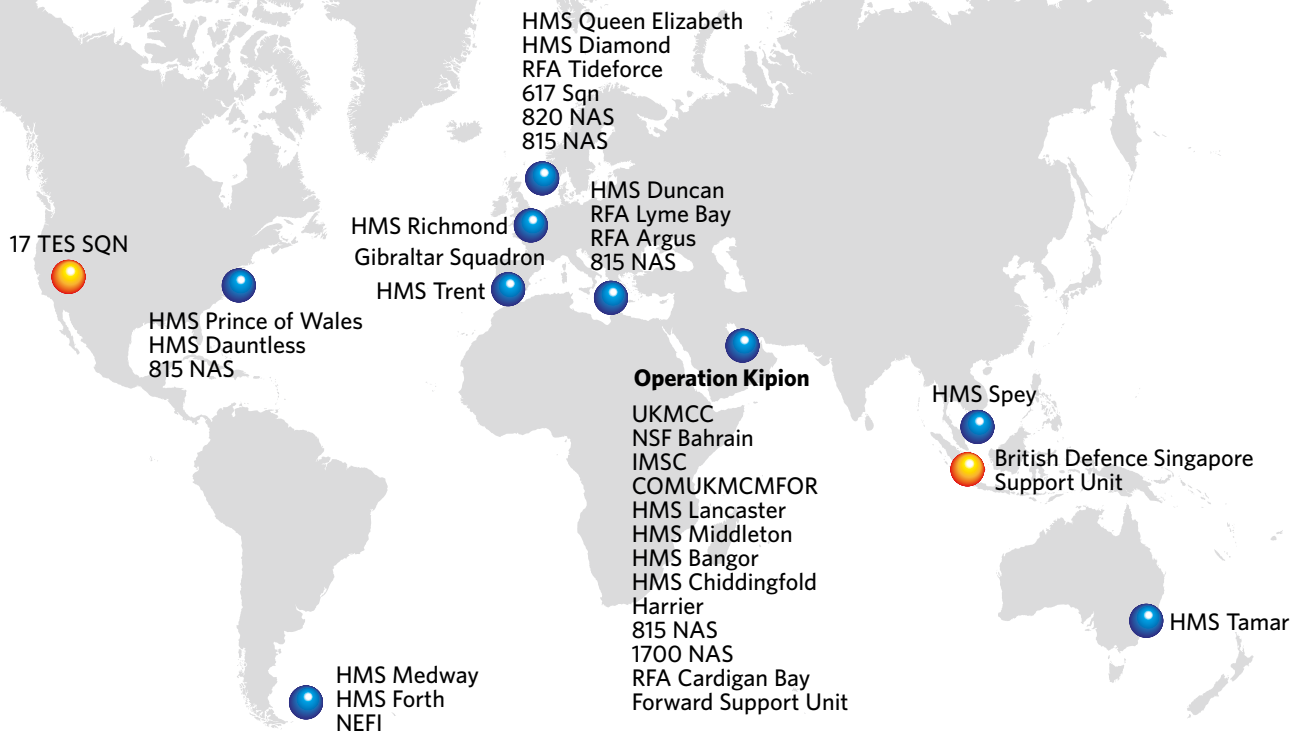 HMS Queen Elizabeth
HMS Diamond
RFA Tideforce
617 Sqn
820 NAS
815 NAS
HMS Duncan
RFA Lyme Bay
RFA Argus
815 NAS
HMS Richmond
Gibraltar Squadron
HMS Trent
17 TES SQN
HMS Prince of Wales
HMS Dauntless
815 NAS
Operation Kipion
UKMCC
NSF Bahrain
IMSC
COMUKMCMFOR
HMS Lancaster
HMS Middleton
HMS Bangor
HMS Chiddingfold
Harrier
815 NAS
1700 NAS
RFA Cardigan Bay
Forward Support Unit
HMS Spey
British Defence Singapore
Support Unit
HMS Tamar
HMS Medway
HMS Forth
NEFI